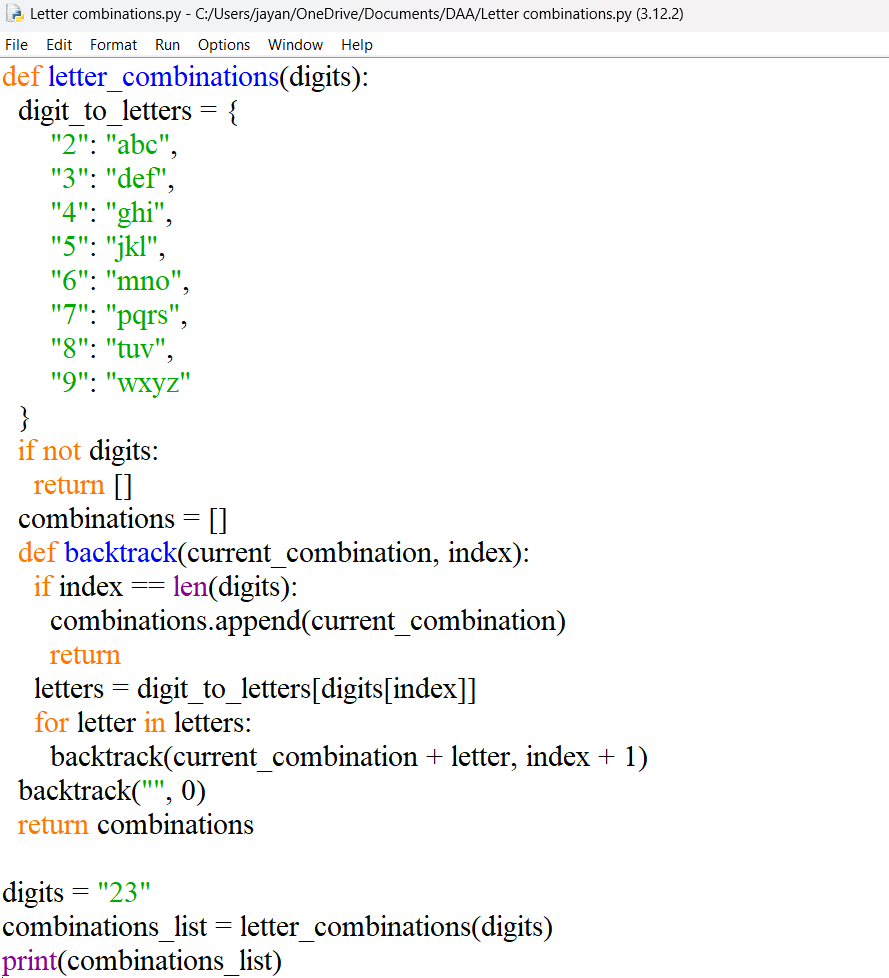 Letter combinations.py - C:/Users/jayan/OneDrive/Documents/DAA/Letter combinations.py (3.12.2)
File Edit Format Run Options Window Help
def letter_combinations(digits):
  digit_to_letters = {
      "2": "abc",
      "3": "def",
      "4": "ghi",
      "5": "jkl",
      "6": "mno",
      "7": "pqrs",
      "8": "tuv",
      "9": "wxyz"
  }
  if not digits:
    return []
  combinations = []
  def backtrack(current_combination, index):
    if index == len(digits):
      combinations.append(current_combination)
      return
    letters = digit_to_letters[digits[index]]
    for letter in letters:
      backtrack(current_combination + letter, index + 1)
  backtrack("", 0)
  return combinations

digits = "23"
combinations_list = letter_combinations(digits)
print(combinations_list)